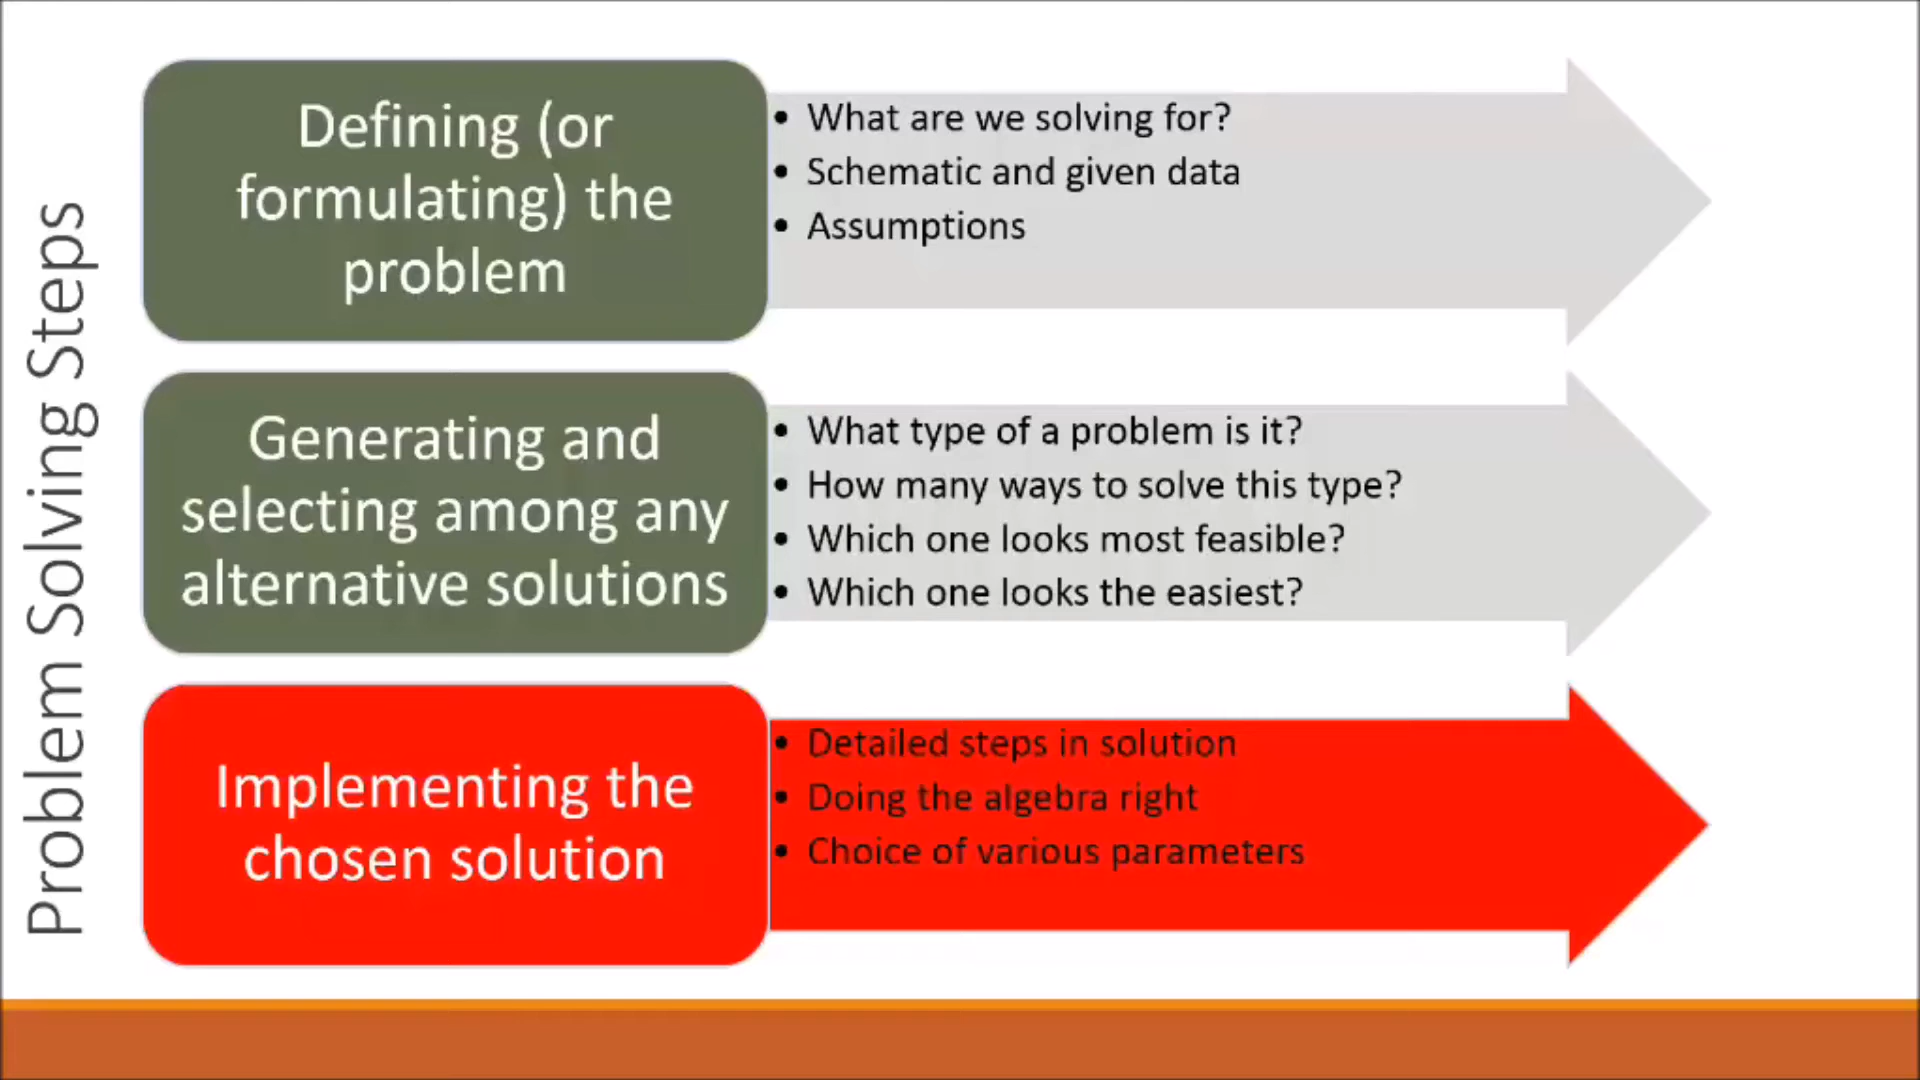 Problem Solving Steps
Defining (or
formulating) the
problem
• What are we solving for?
• Schematic and given data
• Assumptions
Generating and
selecting among any
alternative solutions
• What type of a problem is it?
• How many ways to solve this type?
• Which one looks most feasible?
• Which one looks the easiest?
Implementing the
chosen solution
• Detailed steps in solution
• Doing the algebra right
• Choice of various parameters